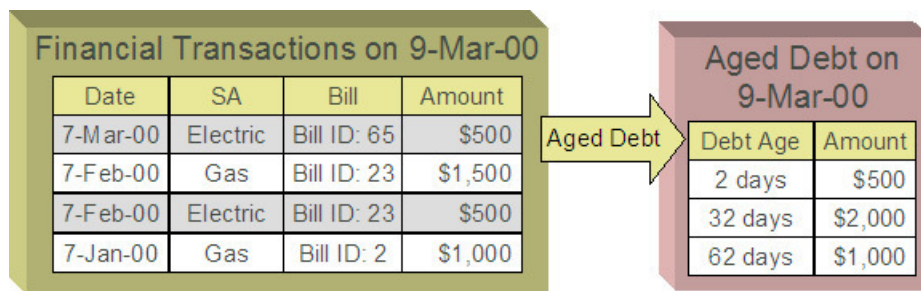 Financial Transactions on 9-Mar-00
Date SA Bill Amount
7-Mar-00 Electric Bill ID: 65 $500
7-Feb-00 Gas Bill ID: 23 $1,500
7-Feb-00 Electric Bill ID: 23 $500
7-Jan-00 Gas Bill ID: 2 $1,000
Aged Debt
Aged Debt on
9-Mar-00
Debt Age Amount
2 days $500
32 days $2,000
62 days $1,000